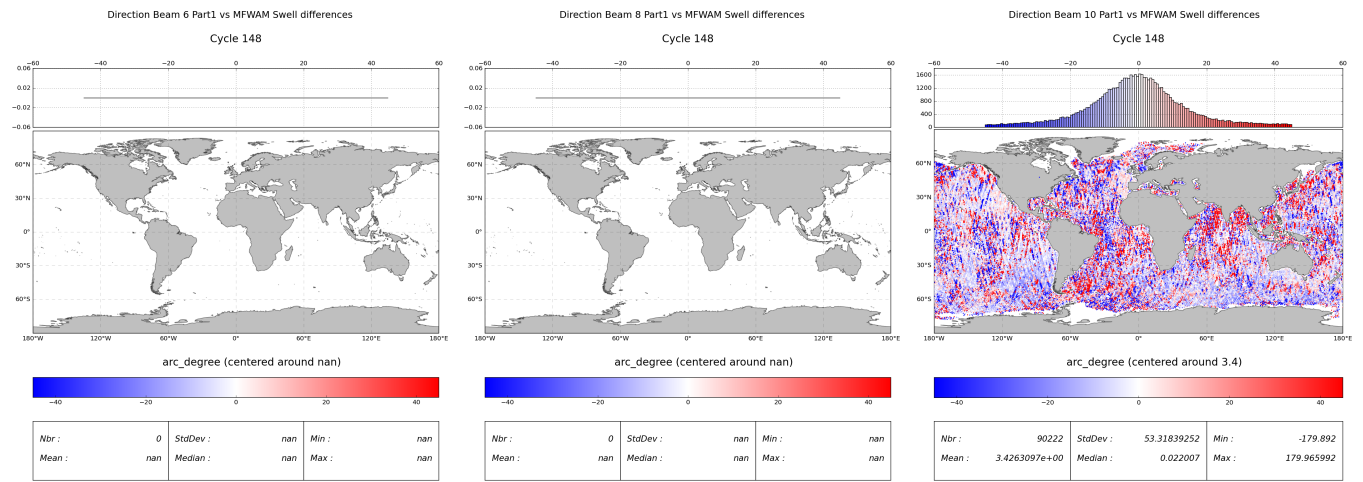 Direction Beam 6 Part1 vs MFWAM Swell differences
Cycle 148
−60 −40 −20 0 20 40 60
0.06
0.02
−0.02
−0.06
60°N
30°N
0°
30°S
60°S
180°W 120°W 60°W 0° 60°E 120°E 180°E
arc_degree (centered around nan)
−40 −20 0 20 40
Nbr : 0 StdDev : nan Min : nan
Mean : nan Median : nan Max : nan
Direction Beam 8 Part1 vs MFWAM Swell differences
Cycle 148
−60 −40 −20 0 20 40 60
0.06
0.02
−0.02
−0.06
60°N
30°N
0°
30°S
60°S
180°W 120°W 60°W 0° 60°E 120°E 180°E
arc_degree (centered around nan)
−40 −20 0 20 40
Nbr : 0 StdDev : nan Min : nan
Mean : nan Median : nan Max : nan
Direction Beam 10 Part1 vs MFWAM Swell differences
Cycle 148
−60 −40 −20 0 20 40 60
1600
1200
800
400
0
60°N
30°N
0°
30°S
60°S
180°W 120°W 60°W 0° 60°E 120°E 180°E
arc_degree (centered around 3.4)
−40 −20 0 20 40
Nbr : 90222 StdDev : 53.31839252 Min : -179.892
Mean : 3.4263097e+00 Median : 0.022007 Max : 179.965992